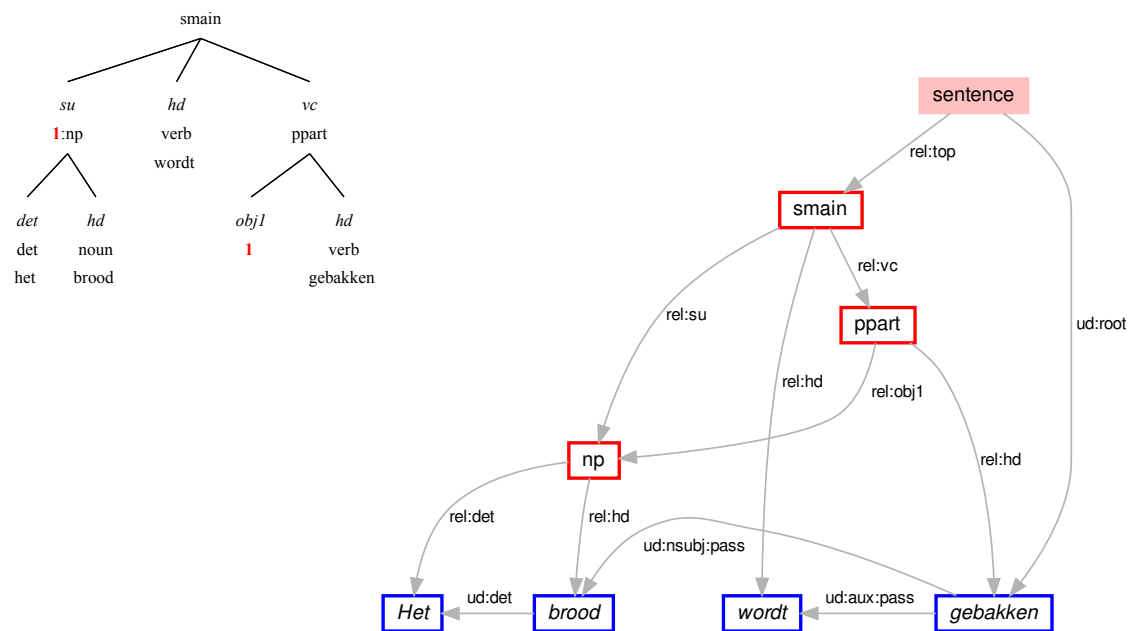 smain
su hd vc
1:np verb ppart
wordt
det hd obj1 hd
det noun 1 verb
het brood gebakken
sentence
rel:top
smain
rel:vc
rel:su
ppart
ud:root
rel:hd
rel:obj1
np
rel:hd
rel:det
rel:hd
ud:nsubj:pass
ud:det
ud:aux:pass
Het brood wordt gebakken